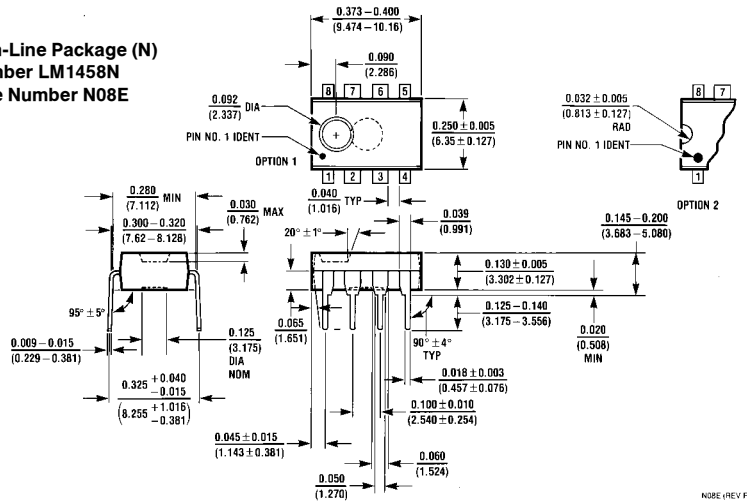 -Line Package (N)
mber LM1458N
e Number N08E
0.373–0.400
(9.474–10.16)
0.090
(2.286)
8 7 6 5
0.092 DIA
(2.337)
PIN NO. 1 IDENT
OPTION 1
1 2 3 4
0.250 ± 0.005
(6.35 ± 0.127)
0.032 ± 0.005
(0.813 ± 0.127)
RAD
PIN NO. 1 IDENT
8 7
1
OPTION 2
0.280 MIN
(7.112)
0.300–0.320
(7.62–8.128)
0.030 MAX
(0.762)
0.040 TYP
(1.016)
0.039
(0.991)
20° ± 1°
0.145–0.200
(3.683–5.080)
0.130 ± 0.005
(3.302 ± 0.127)
95° ± 5°
0.009–0.015
(0.229–0.381)
0.125
(3.175)
DIA
NOM
0.065
(1.651)
0.125–0.140
(3.175–3.556)
90° ± 4°
TYP
0.020
(0.508)
MIN
0.325 +0.040
−0.015
(8.255 +1.016
−0.381)
0.018 ± 0.003
(0.457 ± 0.076)
0.100 ± 0.010
(2.540 ± 0.254)
0.045 ± 0.015
(1.143 ± 0.381)
0.060
(1.524)
0.050
(1.270)
N08E (REV F